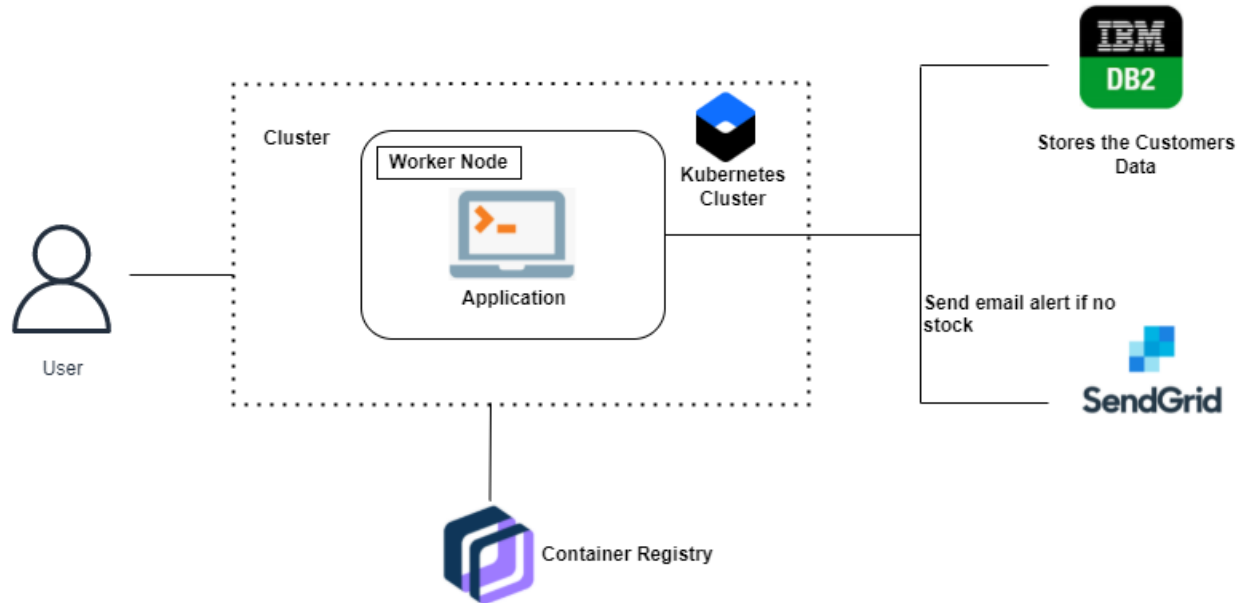 IBM
DB2
Stores the Customers
Data
Cluster
Worker Node
Kubernetes
Cluster
Application
User
Send email alert if no
stock
SendGrid
Container Registry